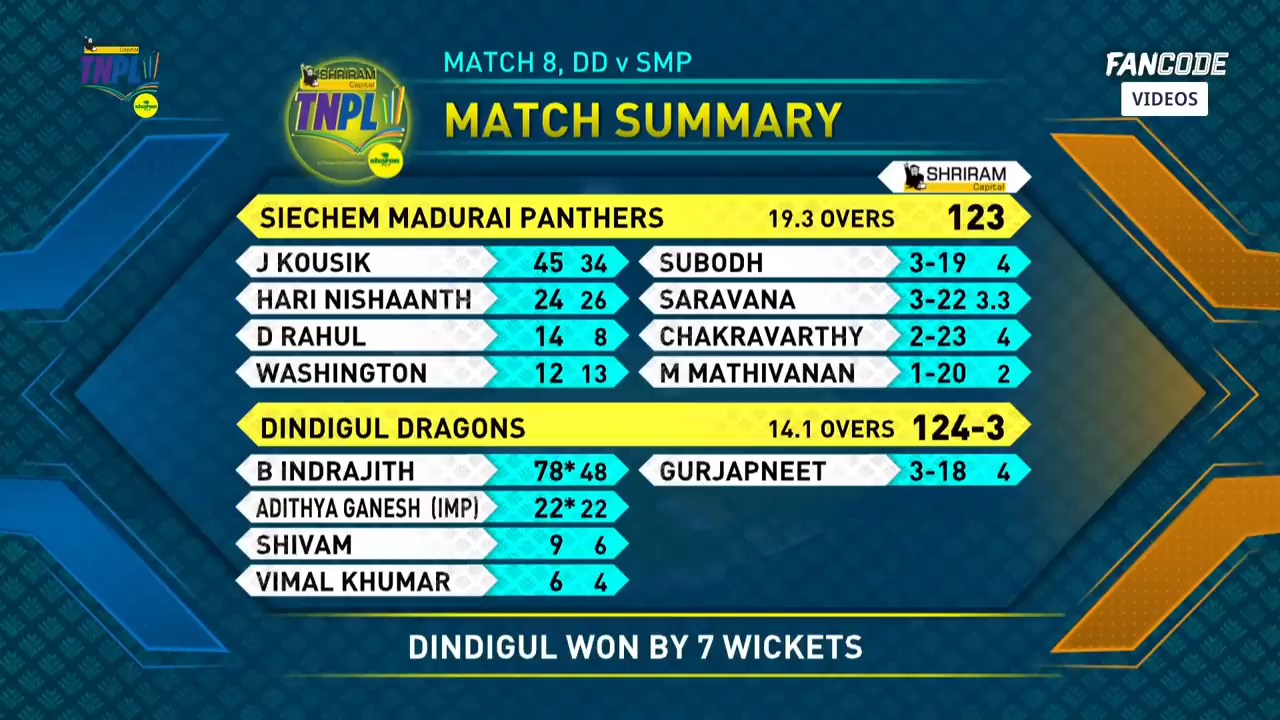 SHRIRAM
Capital
TNPL
sharon
MATCH 8, DD v SMP
MATCH SUMMARY
FANCODE
VIDEOS
TNPL
sharon
SHRIRAM
Capital
SIECHEM MADURAI PANTHERS 19.3 OVERS 123
J KOUSIK 45 34 SUBODH 3-19 4
HARI NISHAANTH 24 26 SARAVANA 3-22 3.3
D RAHUL 14 8 CHAKRAVARTHY 2-23 4
WASHINGTON 12 13 M MATHIVANAN 1-20 2
DINDIGUL DRAGONS 14.1 OVERS 124-3
B INDRAJITH 78* 48 GURJAPNEET 3-18 4
ADITHYA GANESH (IMP) 22* 22
SHIVAM 9 6
VIMAL KHUMAR 6 4
DINDIGUL WON BY 7 WICKETS